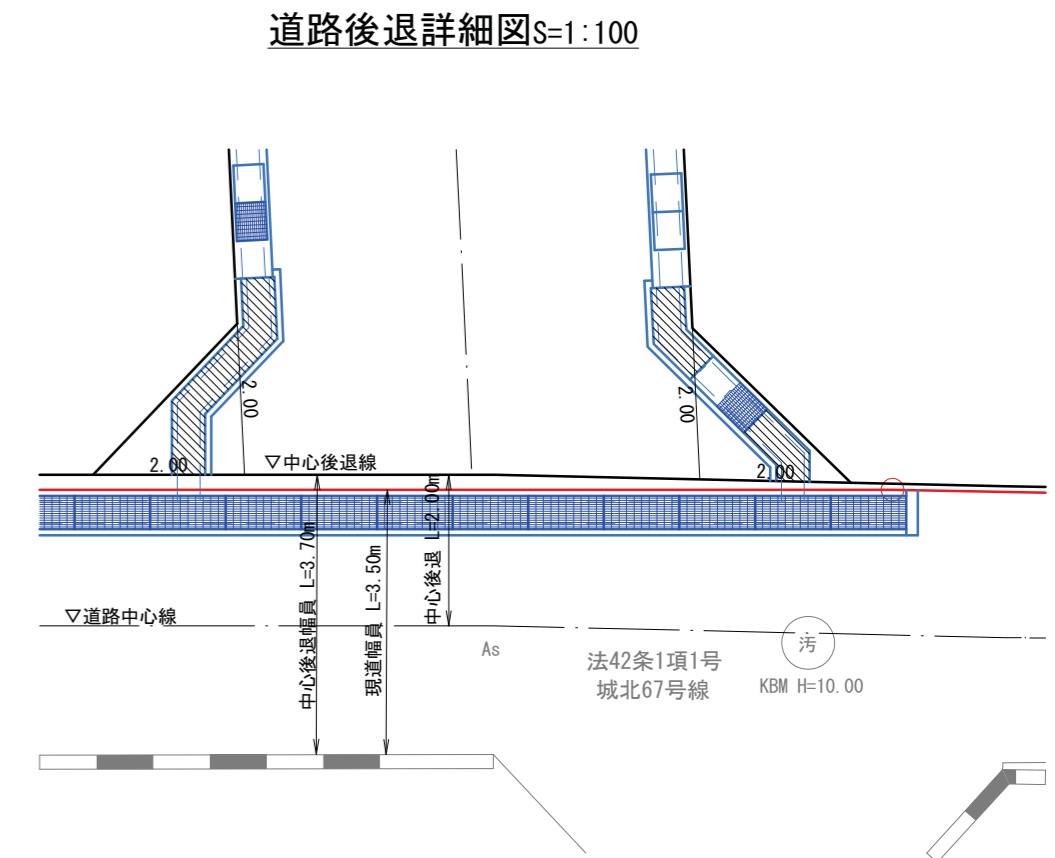 道路後退詳細図S=1:100
2.00
2.00
2.00
▽中心後退線
2.00
中心後退幅員 L=3.70m
現道幅員 L=3.50m
中心後退 L=2.00m
▽道路中心線
As
法42条1項1号
城北67号線
汚
KBM H=10.00